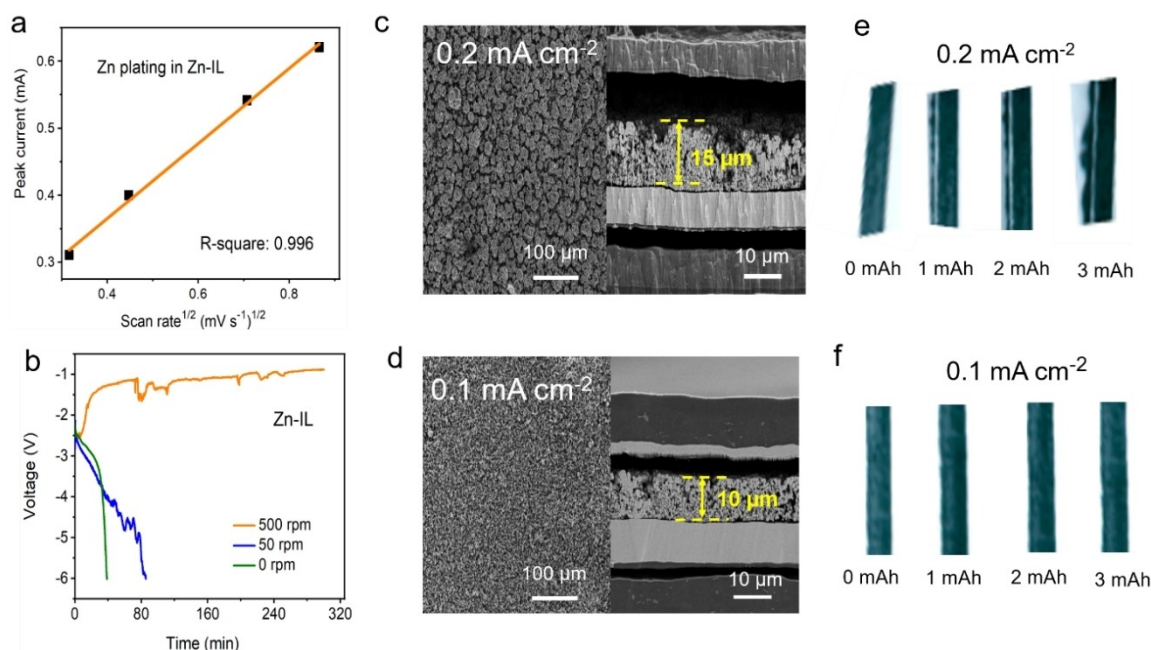 a
0.6
0.5
0.4
0.3
Peak current (mA)
Zn plating in Zn-IL
R-square: 0.996
0.4 0.6 0.8
Scan rate^1/2 (mV s⁻¹)^1/2
b
-1
-2
-3
-4
-5
-6
Voltage (V)
Zn-IL
500 rpm
50 rpm
0 rpm
0 80 160 240 320
Time (min)
c
0.2 mA cm⁻²
100 µm
15 µm
10 µm
d
0.1 mA cm⁻²
100 µm
10 µm
10 µm
e
0.2 mA cm⁻²
0 mAh 1 mAh 2 mAh 3 mAh
f
0.1 mA cm⁻²
0 mAh 1 mAh 2 mAh 3 mAh